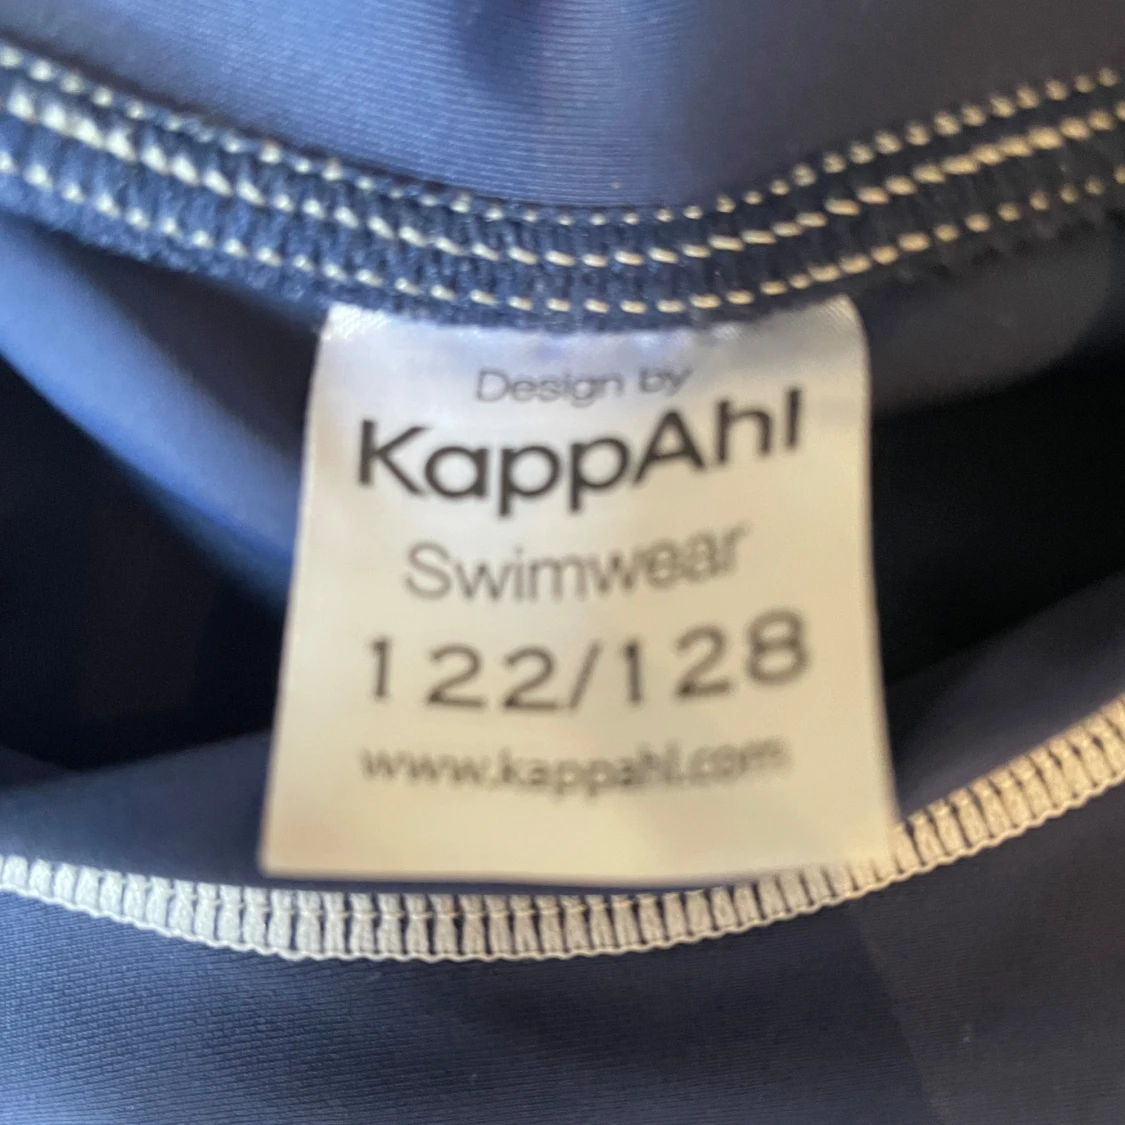 Design by
KappAhl
Swimwear
122/128
www.kappahl.com